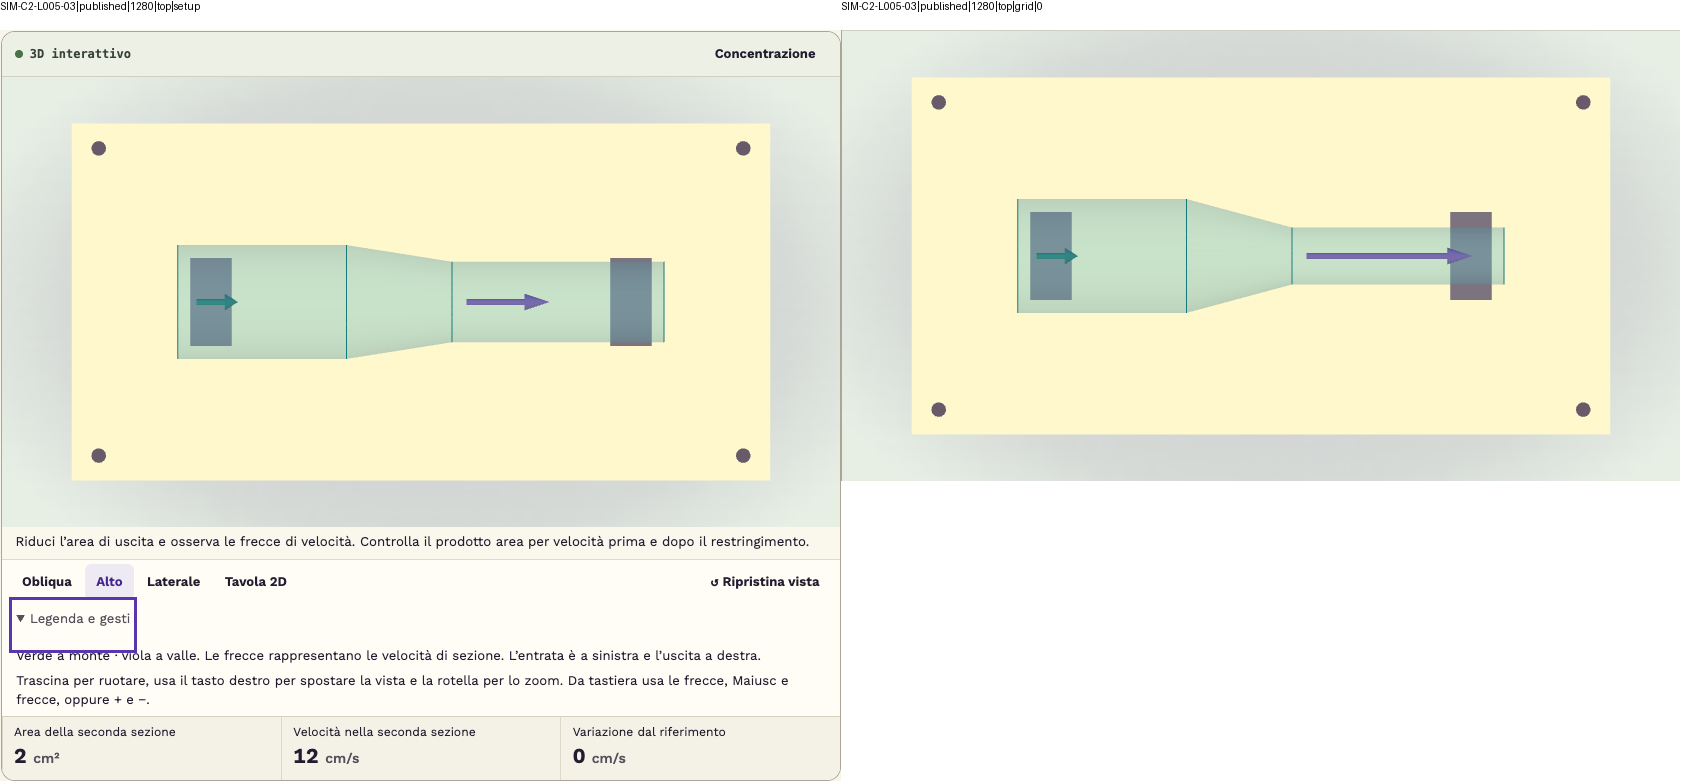 SIM-C2-L005-03|published|1280|top|setup
SIM-C2-L005-03|published|1280|top|grid|0
3D interattivo
Concentrazione
Riduci l’area di uscita e osserva le frecce di velocità. Controlla il prodotto area per velocità prima e dopo il restringimento.
Obliqua Alto Laterale Tavola 2D ↺ Ripristina vista
▼ Legenda e gesti
Verde a monte · viola a valle. Le frecce rappresentano le velocità di sezione. L’entrata è a sinistra e l’uscita a destra.
Trascina per ruotare, usa il tasto destro per spostare la vista e la rotella per lo zoom. Da tastiera usa le frecce, Maiusc e
frecce, oppure + e −.
Area della seconda sezione
2 cm²
Velocità nella seconda sezione
12 cm/s
Variazione dal riferimento
0 cm/s